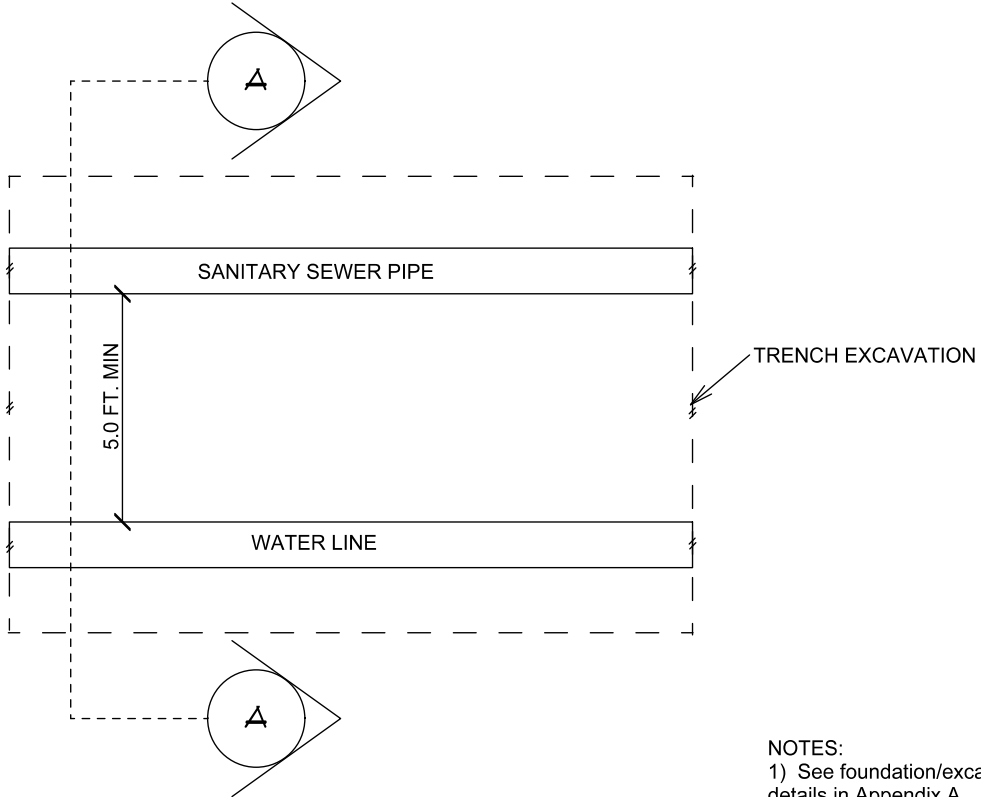 A
SANITARY SEWER PIPE
5.0 FT. MIN
TRENCH EXCAVATION
WATER LINE
A
NOTES:
1) See foundation/exca
details in Appendix A